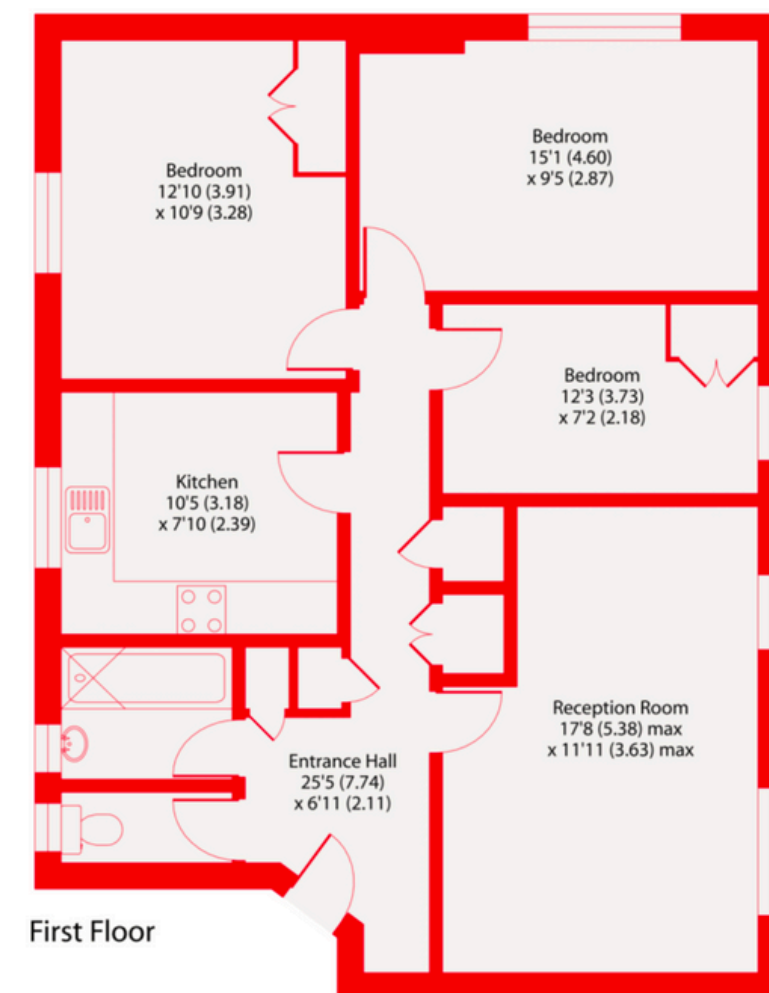 Bedroom
12'10 (3.91)
x 10'9 (3.28)
Bedroom
15'1 (4.60)
x 9'5 (2.87)
Bedroom
12'3 (3.73)
x 7'2 (2.18)
Kitchen
10'5 (3.18)
x 7'10 (2.39)
Reception Room
17'8 (5.38) max
x 11'11 (3.63) max
Entrance Hall
25'5 (7.74)
x 6'11 (2.11)
First Floor